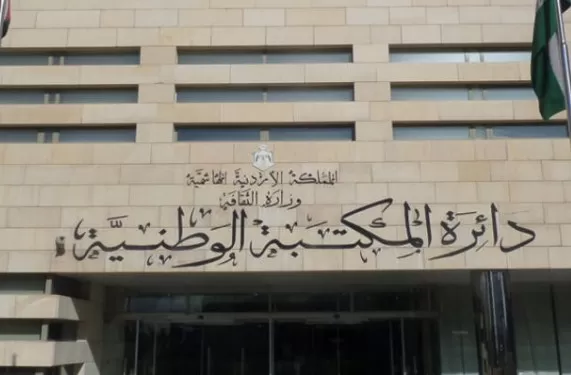 المملكة الأردنية الهاشمية
وزارة الثقافة
دائرة المكتبة الوطنية